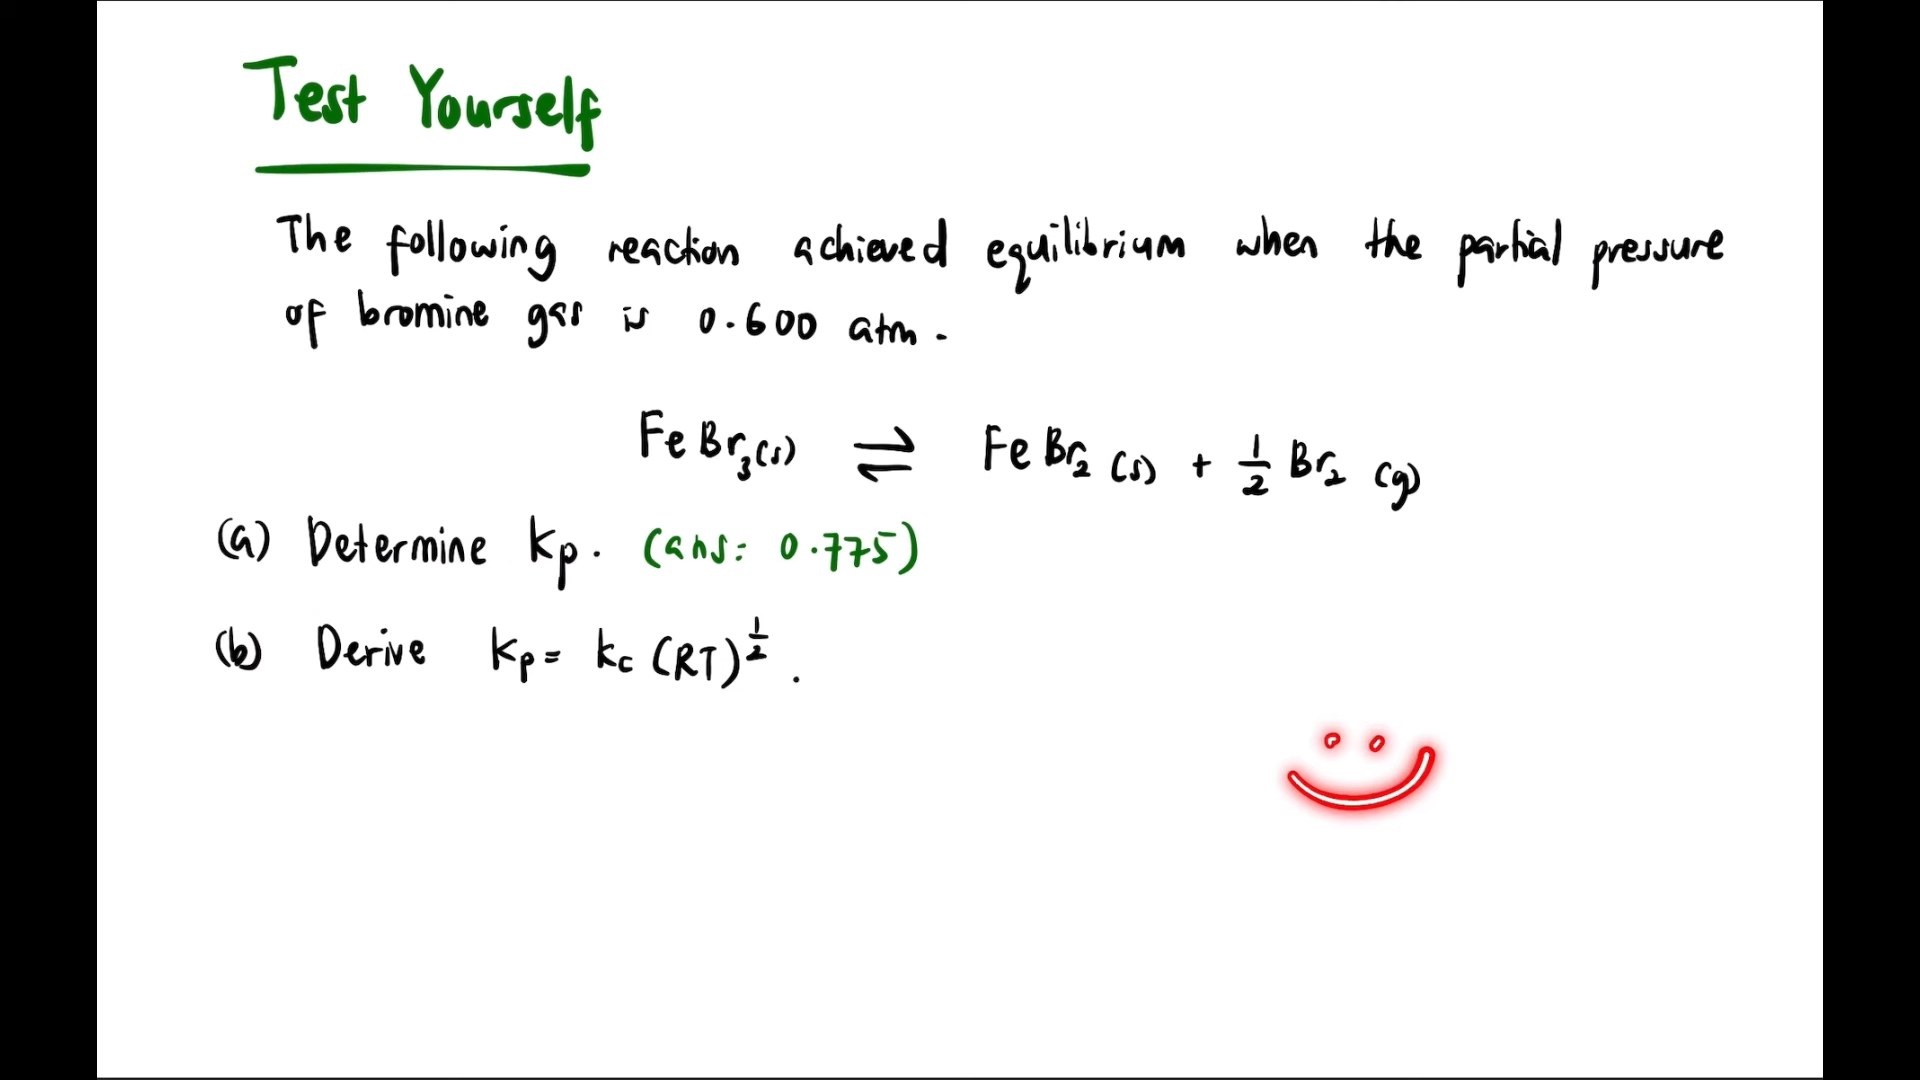 Test Yourself
The following reaction achieved equilibrium when the partial pressure
of bromine gas is 0.600 atm.
FeBr₃(s) ⇌ FeBr₂ (s) + ½ Br₂ (g)
(a) Determine Kp. (ans: 0.775)
(b) Derive Kp = Kc (RT)^½.